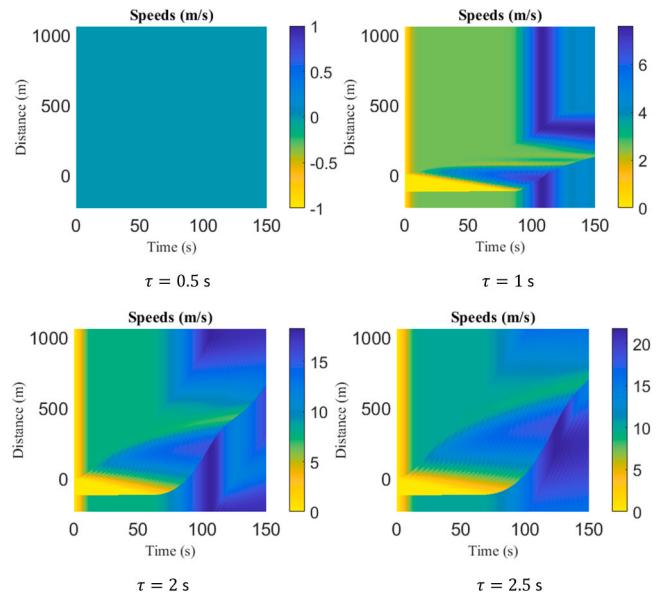 Speeds (m/s)
Distance (m)
1000
500
0
0 50 100 150
Time (s)
1
0.5
0
-0.5
-1
τ = 0.5 s
Speeds (m/s)
Distance (m)
1000
500
0
0 50 100 150
Time (s)
6
4
2
0
τ = 1 s
Speeds (m/s)
Distance (m)
1000
500
0
0 50 100 150
Time (s)
15
10
5
0
τ = 2 s
Speeds (m/s)
Distance (m)
1000
500
0
0 50 100 150
Time (s)
20
15
10
5
0
τ = 2.5 s